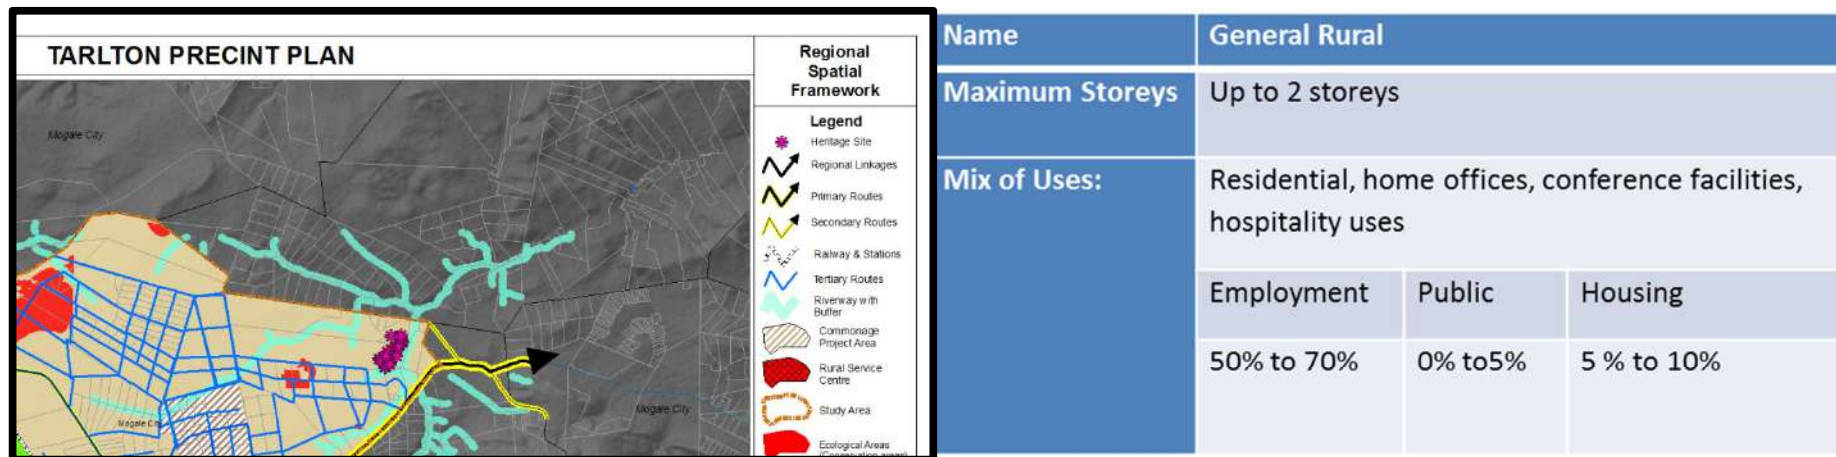 TARLTON PRECINT PLAN
Mogale City
Mogale City
Mogale City
Regional
Spatial
Framework
Legend
Heritage Site
Regional Linkages
Primary Routes
Secondary Routes
Railway & Stations
Tertiary Routes
Riverway with
Buffer
Commonage
Project Area
Rural Service
Centre
Study Area
Ecological Areas
(Conservation areas)
Name General Rural
Maximum Storeys Up to 2 storeys
Mix of Uses: Residential, home offices, conference facilities,
hospitality uses
Employment Public Housing
50% to 70% 0% to5% 5 % to 10%